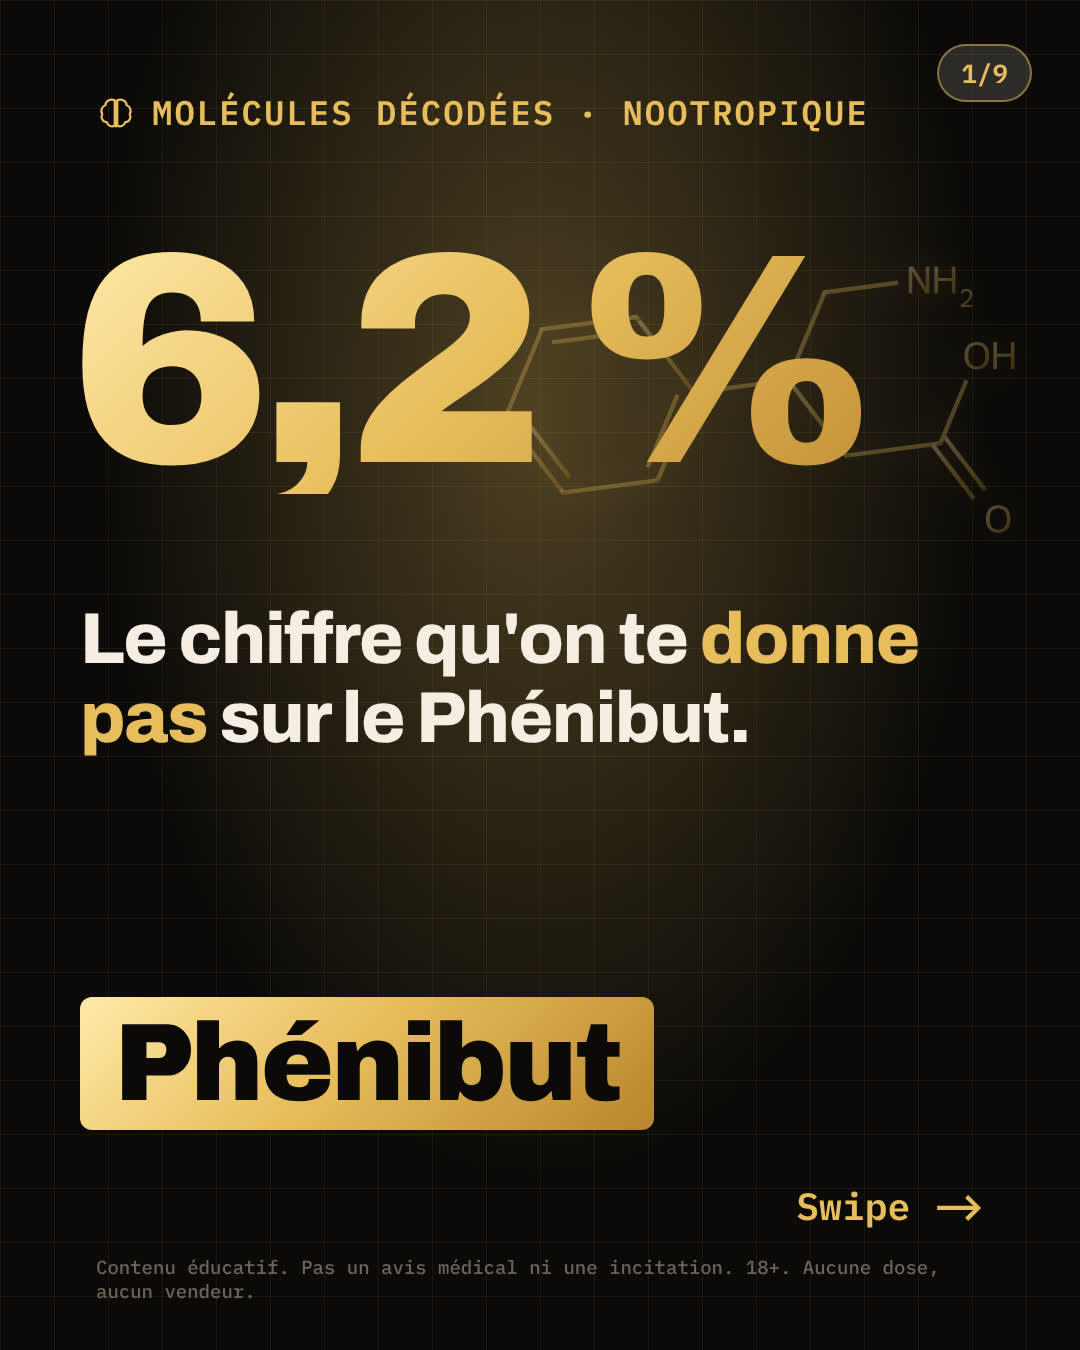 1/9
MOLÉCULES DÉCODÉES · NOOTROPIQUE
6,2%
NH2
OH
O
Le chiffre qu'on te donne
pas sur le Phénibut.
Phénibut
Swipe →
Contenu éducatif. Pas un avis médical ni une incitation. 18+. Aucune dose,
aucun vendeur.